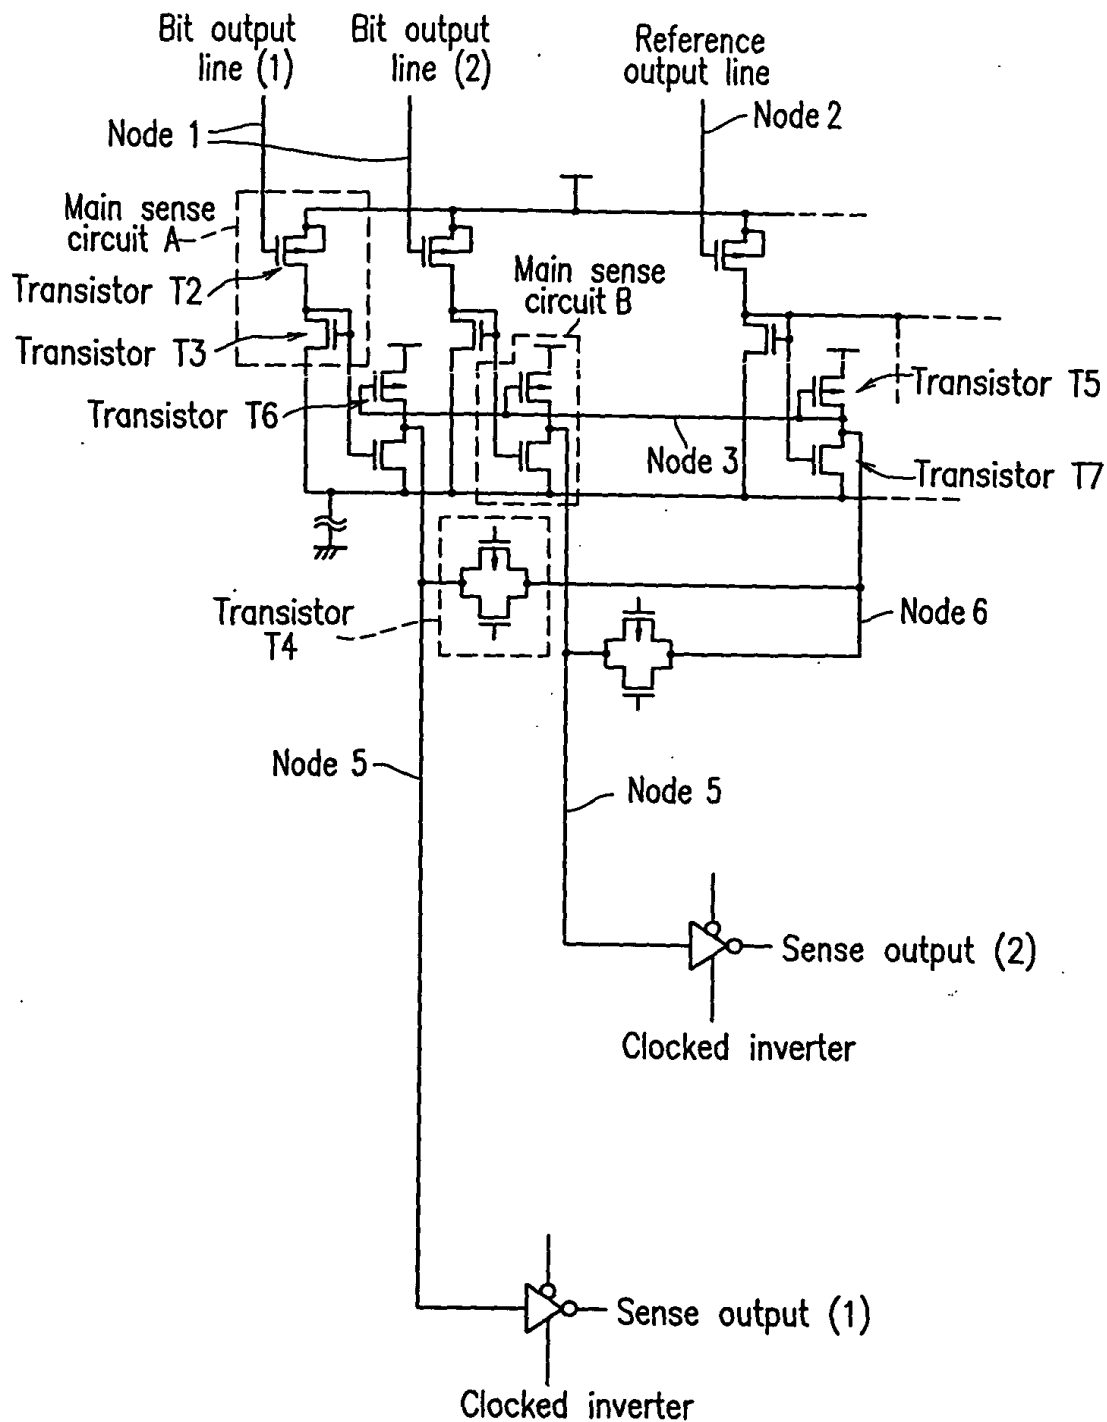 Bit output
line (1)
Bit output
line (2)
Reference
output line
Node 1
Node 2
Main sense
circuit A
Transistor T2
Main sense
circuit B
Transistor T3
Transistor T5
Transistor T6
Node 3
Transistor T7
Transistor
T4
Node 6
Node 5
Node 5
Sense output (2)
Clocked inverter
Sense output (1)
Clocked inverter